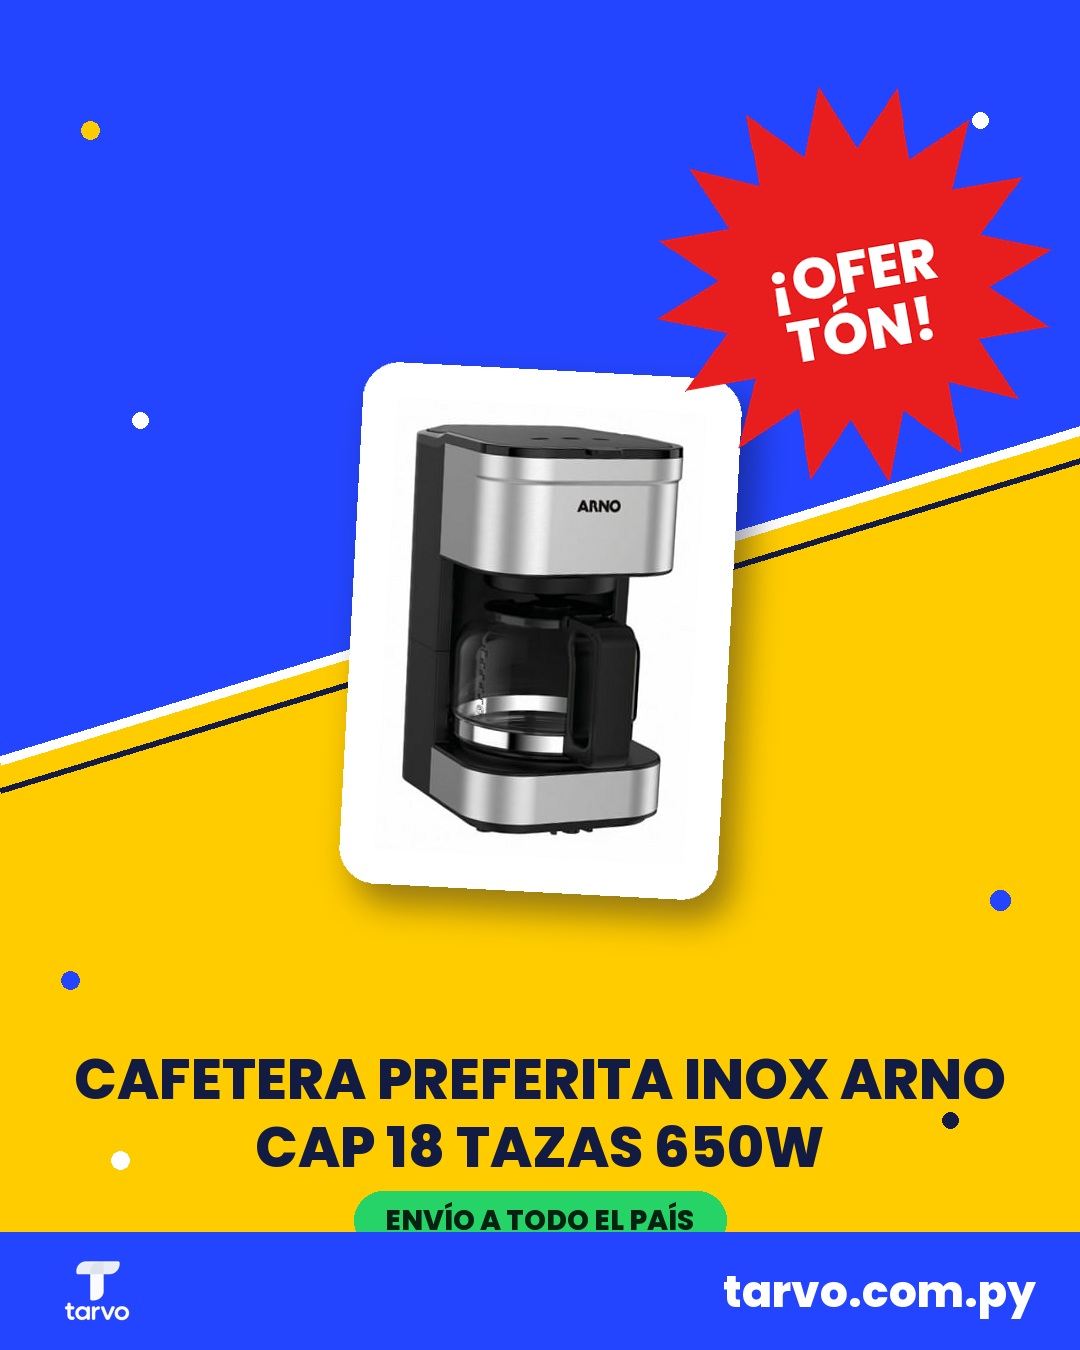 ¡OFER
TÓN!
ARNO
CAFETERA PREFERITA INOX ARNO
CAP 18 TAZAS 650W
ENVÍO A TODO EL PAÍS
tarvo
tarvo.com.py